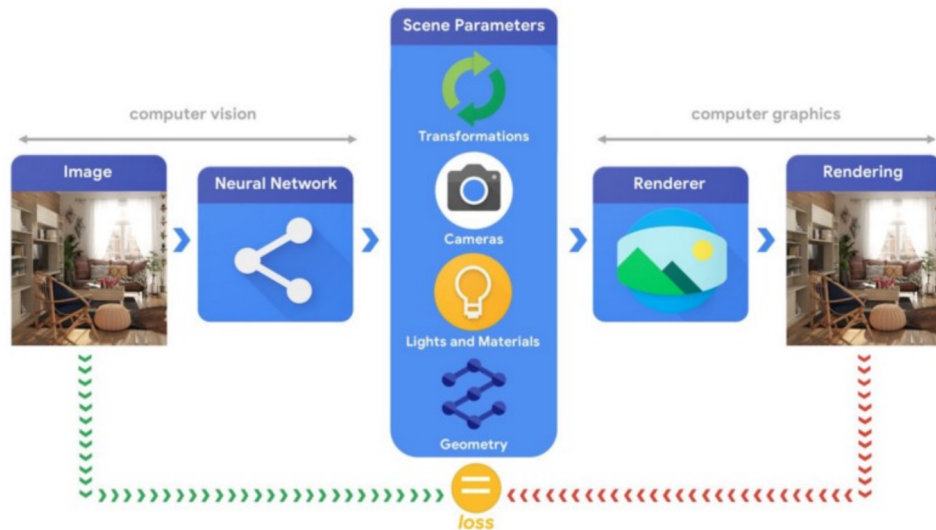 Scene Parameters
computer vision
computer graphics
Transformations
Image
Neural Network
Renderer
Rendering
Cameras
Lights and Materials
Geometry
loss